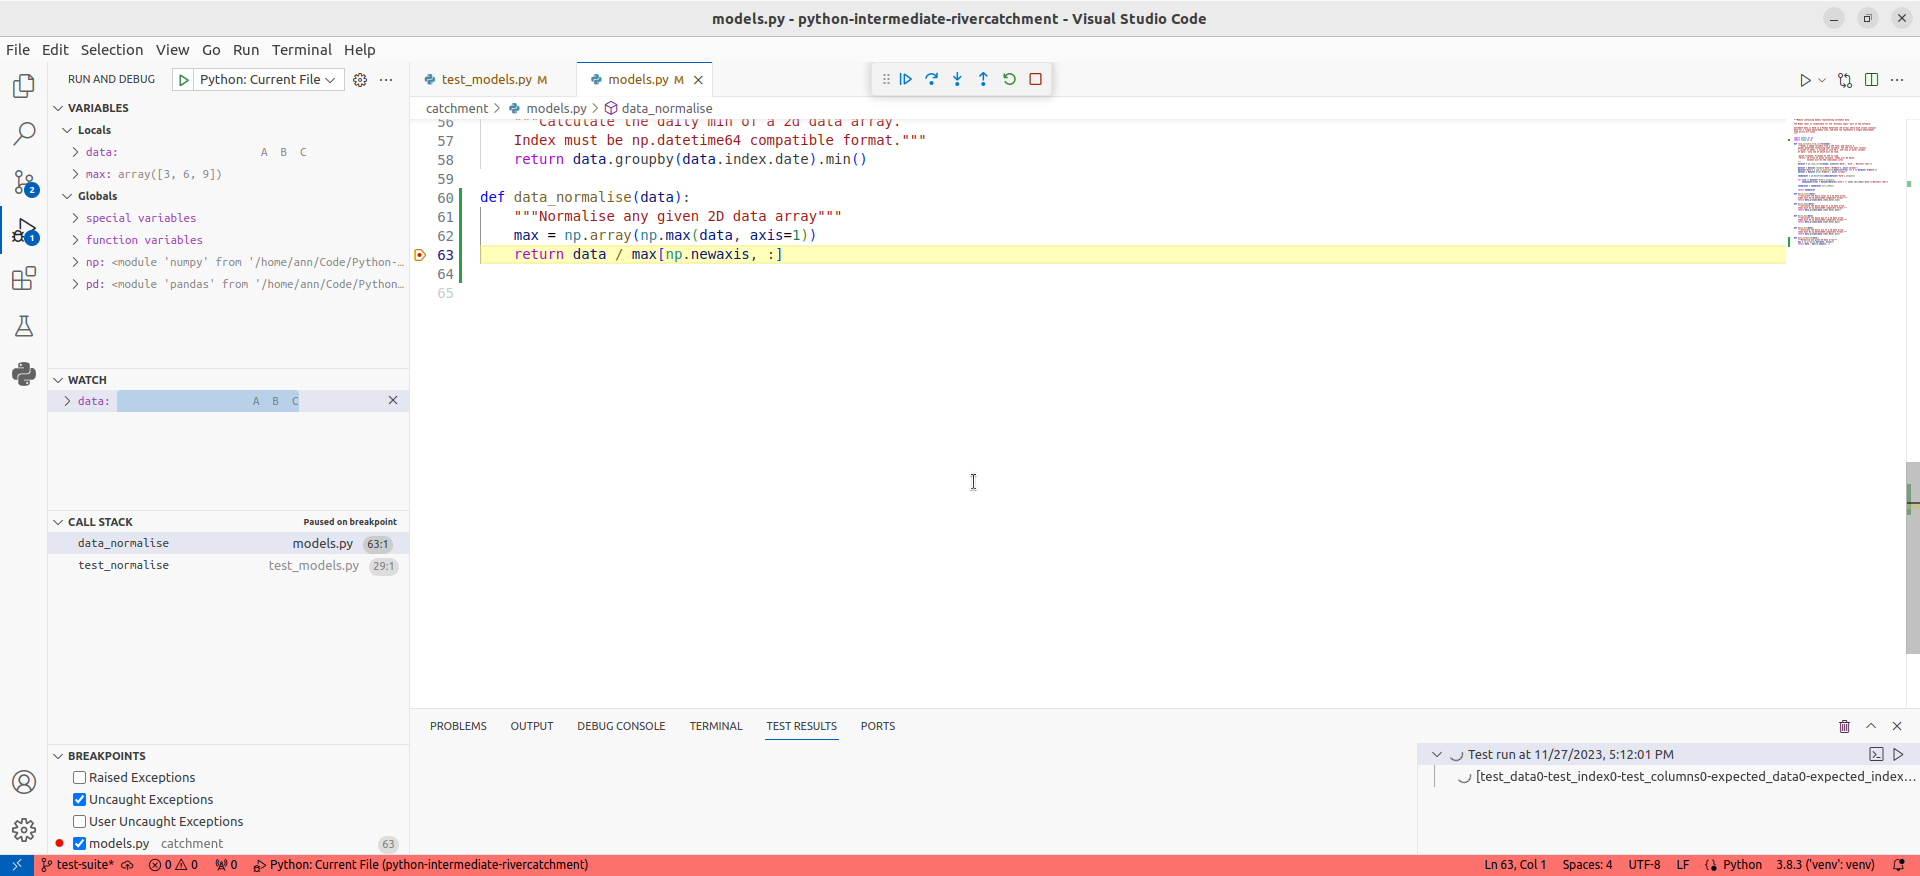 models.py - python-intermediate-rivercatchment - Visual Studio Code
File Edit Selection View Go Run Terminal Help
RUN AND DEBUG Python: Current File ...
test_models.py M models.py M
VARIABLES
catchment > models.py > data_normalise
Locals
data: A B C
max: array([3, 6, 9])
Globals
special variables
function variables
np: <module 'numpy' from '/home/ann/Code/Python-...
pd: <module 'pandas' from '/home/ann/Code/Python...
56 """Calculate the daily min of a 2d data array.
57 Index must be np.datetime64 compatible format."""
58 return data.groupby(data.index.date).min()
59
60 def data_normalise(data):
61 """Normalise any given 2D data array"""
62 max = np.array(np.max(data, axis=1))
63 return data / max[np.newaxis, :]
64
65
2
1
WATCH
data: A B C
CALL STACK Paused on breakpoint
data_normalise models.py 63:1
test_normalise test_models.py 29:1
PROBLEMS OUTPUT DEBUG CONSOLE TERMINAL TEST RESULTS PORTS
Test run at 11/27/2023, 5:12:01 PM
[test_data0-test_index0-test_columns0-expected_data0-expected_index...
BREAKPOINTS
Raised Exceptions
Uncaught Exceptions
User Uncaught Exceptions
models.py catchment 63
test-suite* 0 0 0 Python: Current File (python-intermediate-rivercatchment) Ln 63, Col 1 Spaces: 4 UTF-8 LF Python 3.8.3 ('venv': venv)